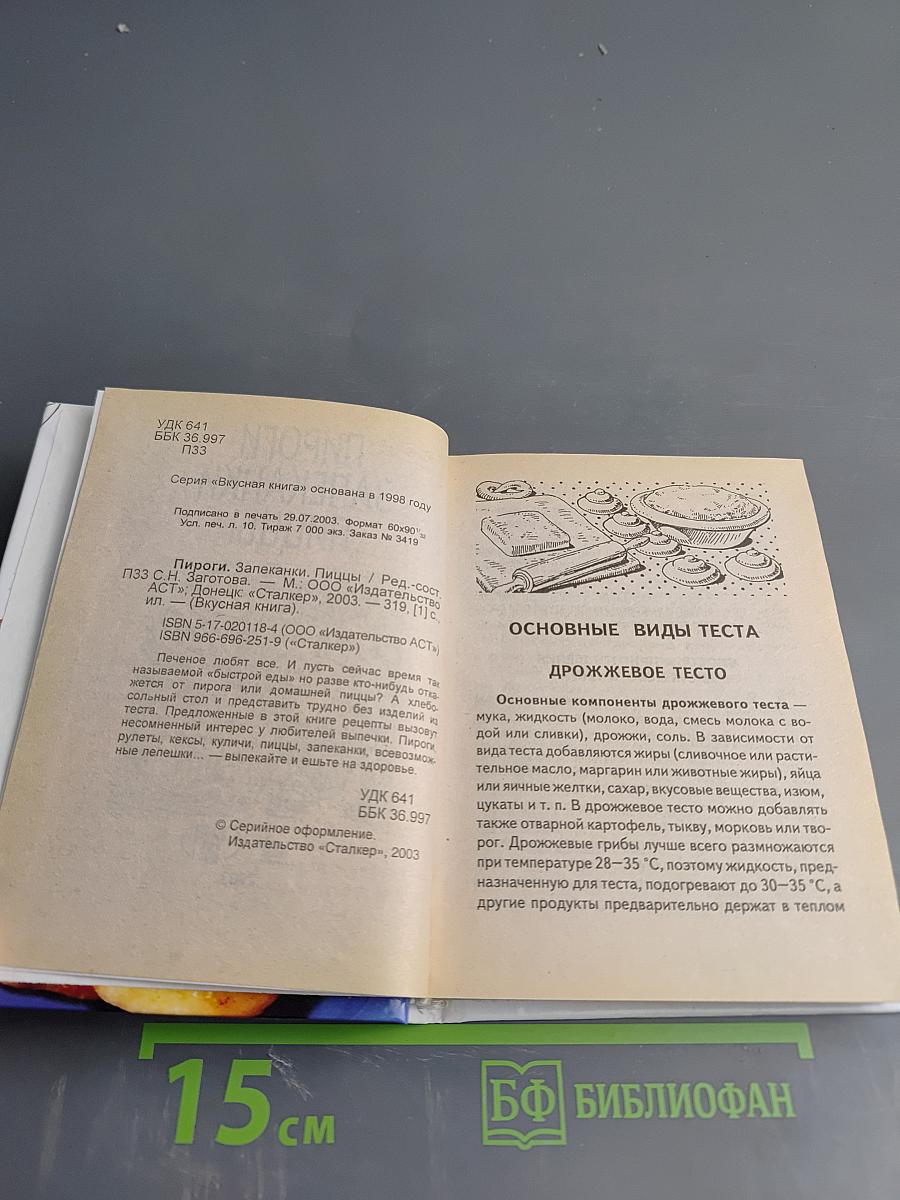 УДК 641
ББК 36.997
П33
Серия «Вкусная книга» основана в 1998 году
Подписано в печать 29.07.2003. Формат 60х90 1/32
Усл. печ. л. 10. Тираж 7 000 экз. Заказ № 3419
Пироги. Запеканки. Пиццы / Ред.-сост.
П33 С.Н. Заготова. — М.: ООО «Издательство
АСТ»; Донецк: «Сталкер», 2003. — 319, [1] с.,
ил. — (Вкусная книга).
ISBN 5-17-020118-4 (ООО «Издательство АСТ»)
ISBN 966-696-251-9 («Сталкер»)
Печеное любят все. И пусть сейчас время так
называемой «быстрой еды» но разве кто-нибудь отка-
жется от пирога или домашней пиццы? А хлебо-
сольный стол и представить трудно без изделий из
теста. Предложенные в этой книге рецепты вызовут
несомненный интерес у любителей выпечки. Пироги,
рулеты, кексы, куличи, пиццы, запеканки, всевозмож-
ные лепешки... — выпекайте и ешьте на здоровье.
УДК 641
ББК 36.997
© Серийное оформление.
Издательство «Сталкер», 2003
ОСНОВНЫЕ ВИДЫ ТЕСТА
ДРОЖЖЕВОЕ ТЕСТО
Основные компоненты дрожжевого теста —
мука, жидкость (молоко, вода, смесь молока с во-
дой или сливки), дрожжи, соль. В зависимости от
вида теста добавляются жиры (сливочное или расти-
тельное масло, маргарин или животные жиры), яйца
или яичные желтки, сахар, вкусовые вещества, изюм,
цукаты и т. п. В дрожжевое тесто можно добавлять
также отварной картофель, тыкву, морковь или тво-
рог. Дрожжевые грибы лучше всего размножаются
при температуре 28—35 °С, поэтому жидкость, пред-
назначенную для теста, подогревают до 30—35 °С, а
другие продукты предварительно держат в теплом
15 см
БФ БИБЛИОФАН